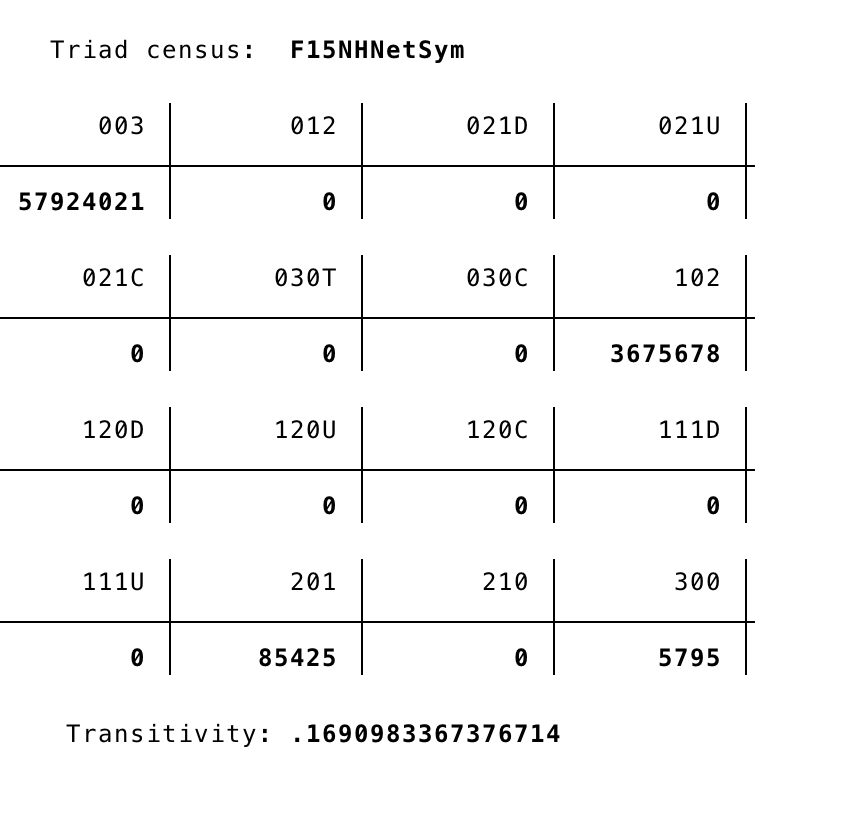 Triad census: F15NHNetSym
003 012 021D 021U
57924021 0 0 0
021C 030T 030C 102
0 0 0 3675678
120D 120U 120C 111D
0 0 0 0
111U 201 210 300
0 85425 0 5795
Transitivity: .1690983367376714